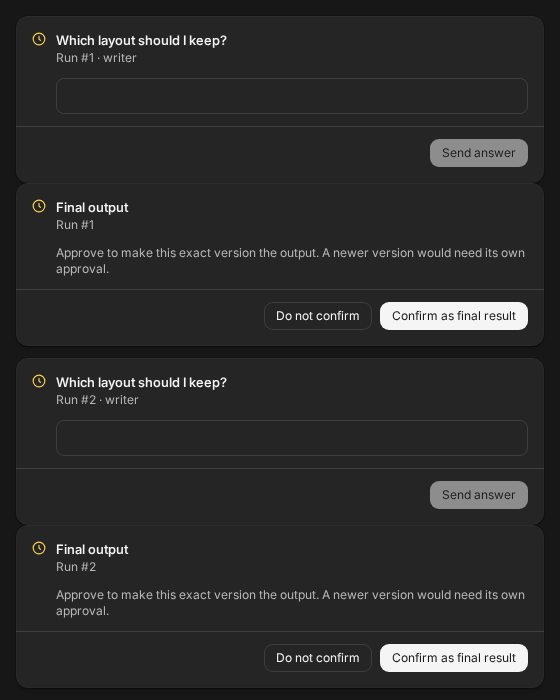 Which layout should I keep?
Run #1 · writer
Send answer
Final output
Run #1
Approve to make this exact version the output. A newer version would need its own
approval.
Do not confirm
Confirm as final result
Which layout should I keep?
Run #2 · writer
Send answer
Final output
Run #2
Approve to make this exact version the output. A newer version would need its own
approval.
Do not confirm
Confirm as final result